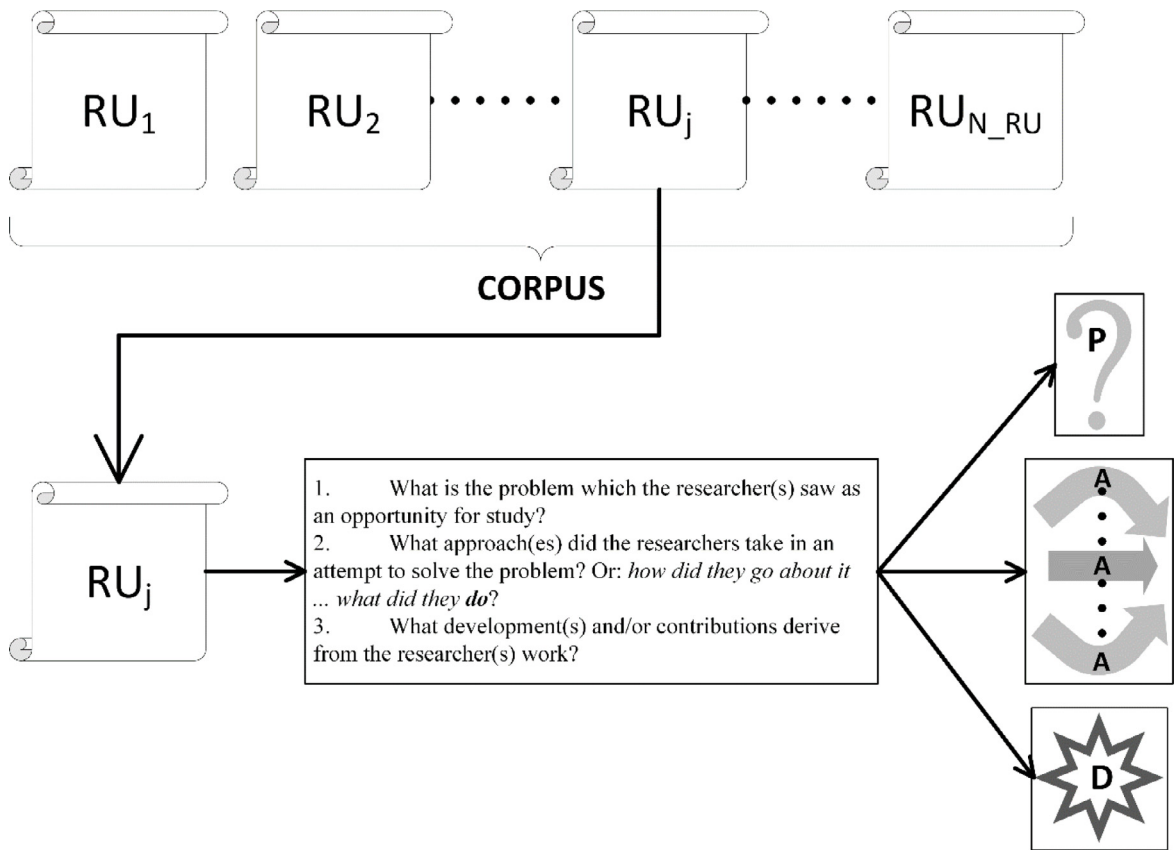 RU₁ RU₂ RUⱼ RU_N_RU
CORPUS
P
1. What is the problem which the researcher(s) saw as
an opportunity for study?
2. What approach(es) did the researchers take in an
attempt to solve the problem? Or: how did they go about it
... what did they do?
3. What development(s) and/or contributions derive
from the researcher(s) work?
RUⱼ
A
A
A
D